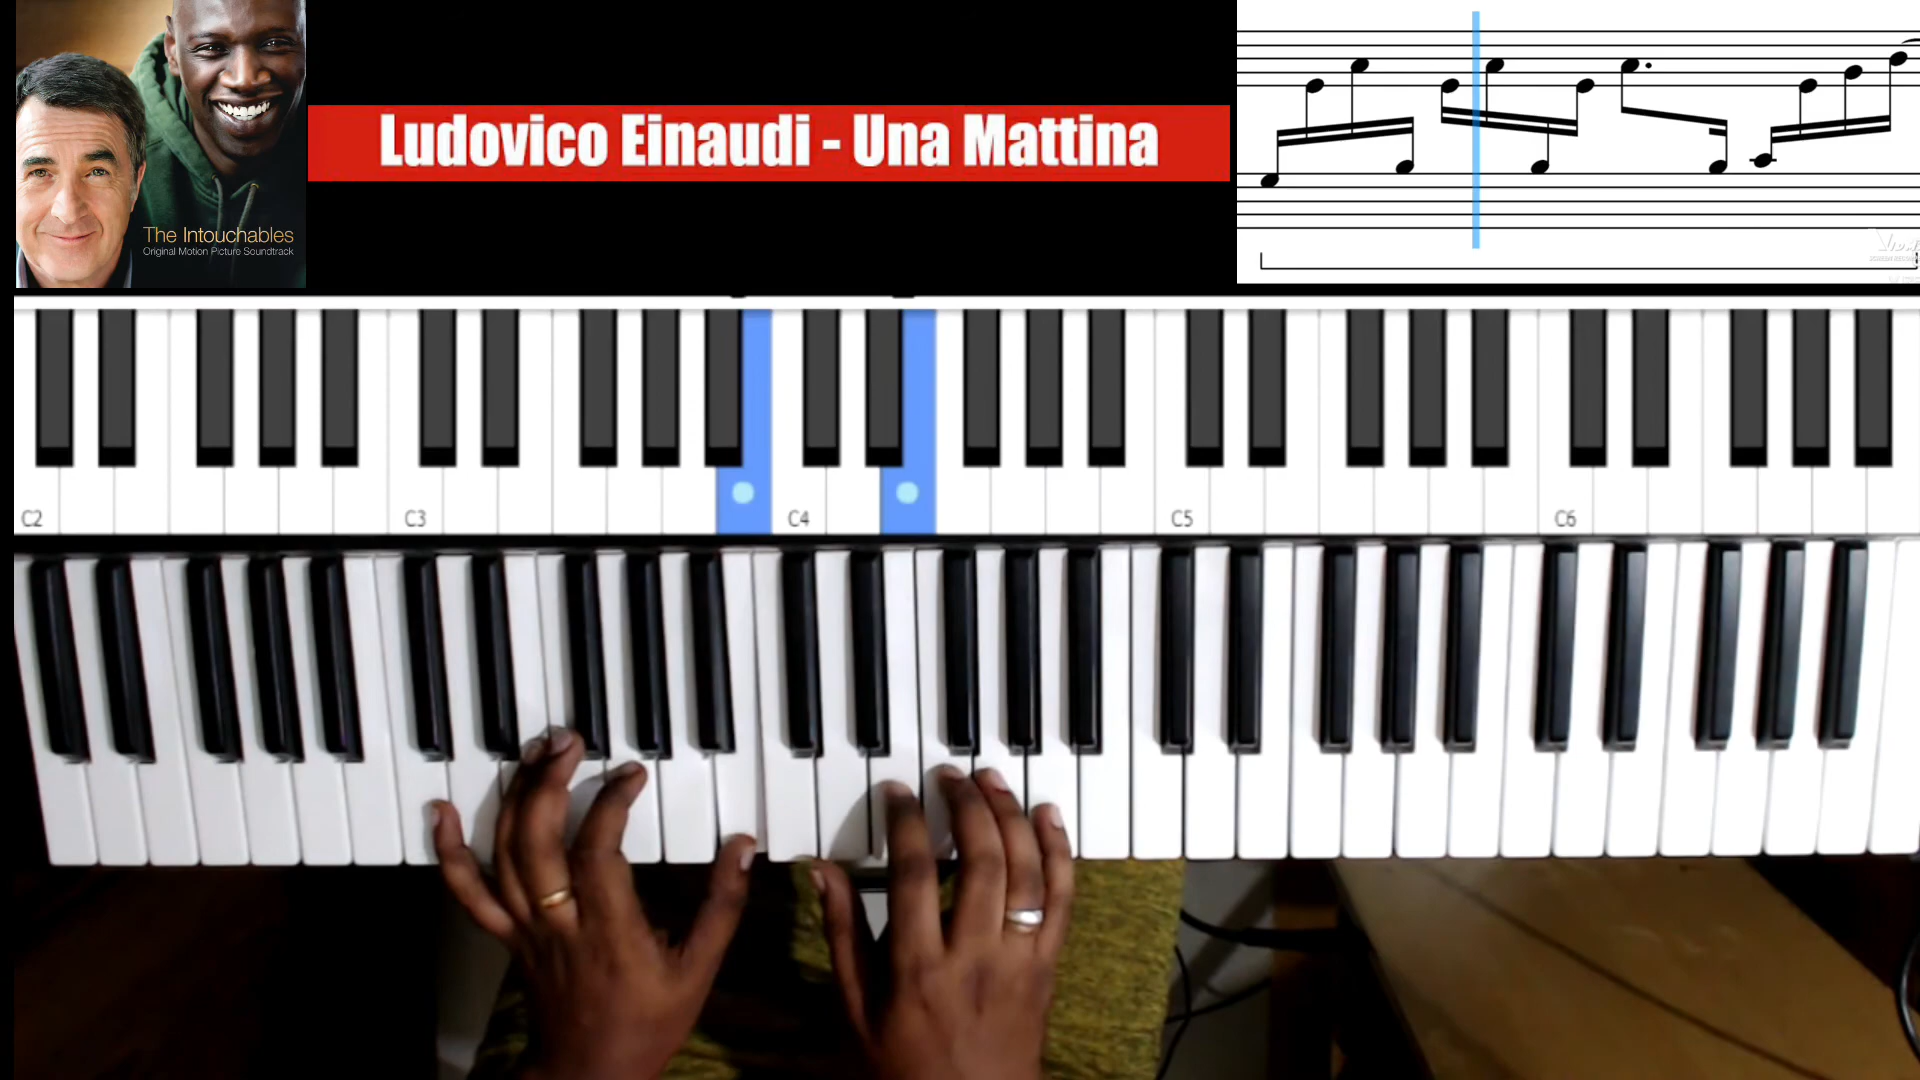 Ludovico Einaudi - Una Mattina
The Intouchables
Original Motion Picture Soundtrack
C2
C3
C4
C5
C6